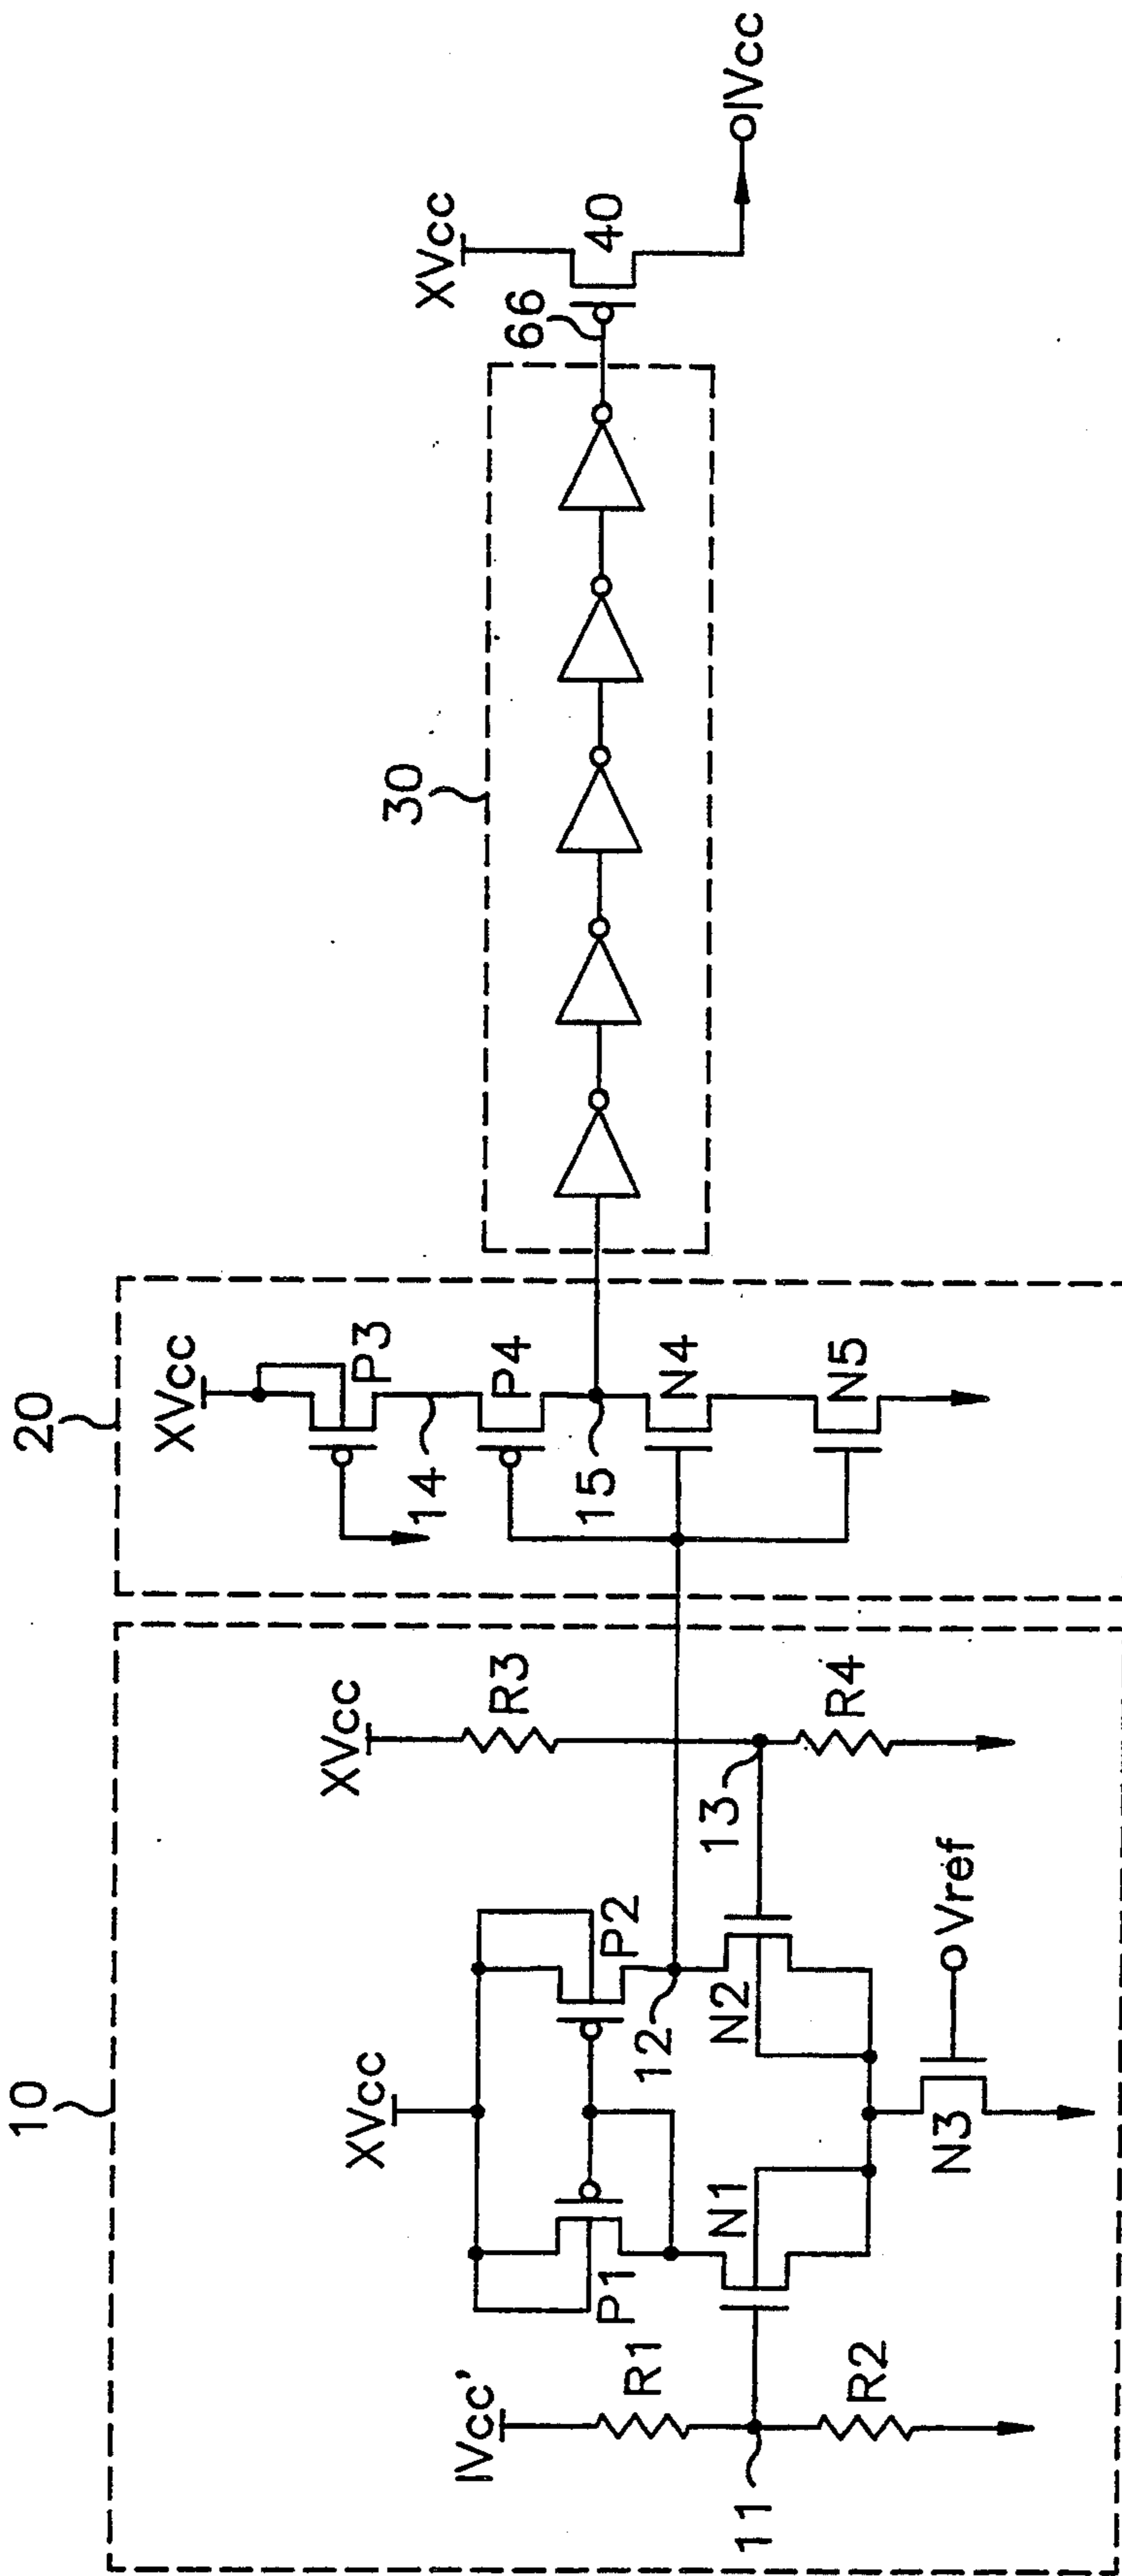 10
20
30
XVcc
XVcc
XVcc
XVcc
IVcc'
P1
P2
P3
P4
R1
R2
R3
R4
N1
N2
N3
N4
N5
11
12
13
14
15
Vref
66
40
IVcc